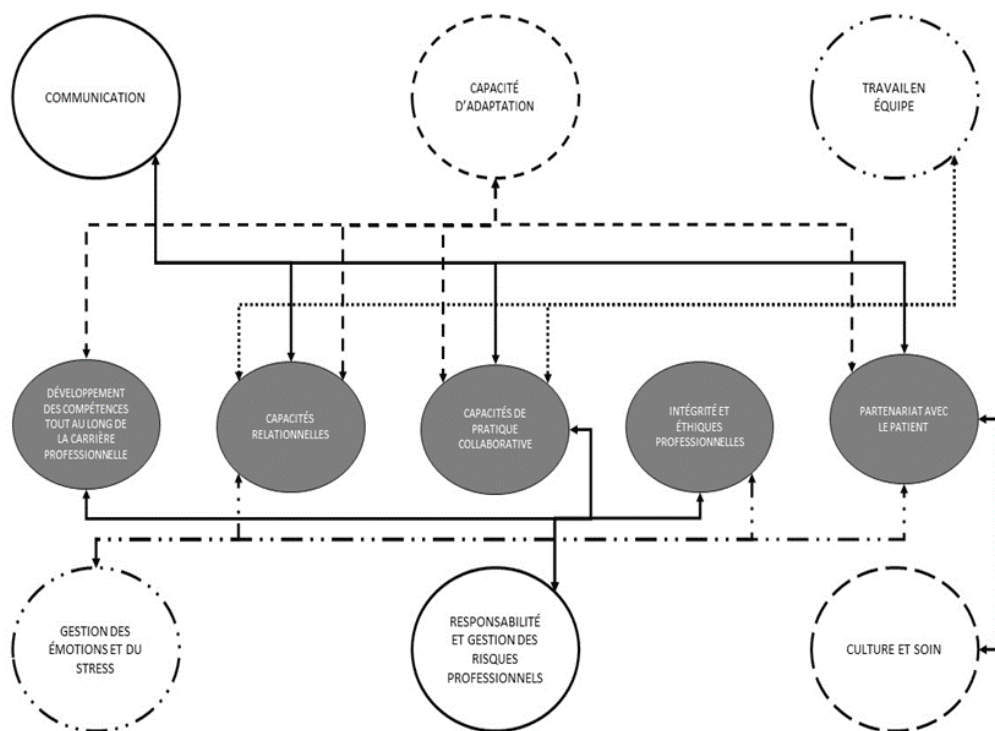 COMMUNICATION
CAPACITÉ
D'ADAPTATION
TRAVAIL EN
ÉQUIPE
DÉVELOPPEMENT
DES COMPÉTENCES
TOUT AU LONG DE
LA CARRIÈRE
PROFESSIONNELLE
CAPACITÉS
RELATIONNELLES
CAPACITÉS DE
PRATIQUE
COLLABORATIVE
INTÉGRITÉ ET
ÉTHIQUES
PROFESSIONNELLES
PARTENARIAT AVEC
LE PATIENT
GESTION DES
ÉMOTIONS ET DU
STRESS
RESPONSABILITÉ
ET GESTION DES
RISQUES
PROFESSIONNELS
CULTURE ET SOIN